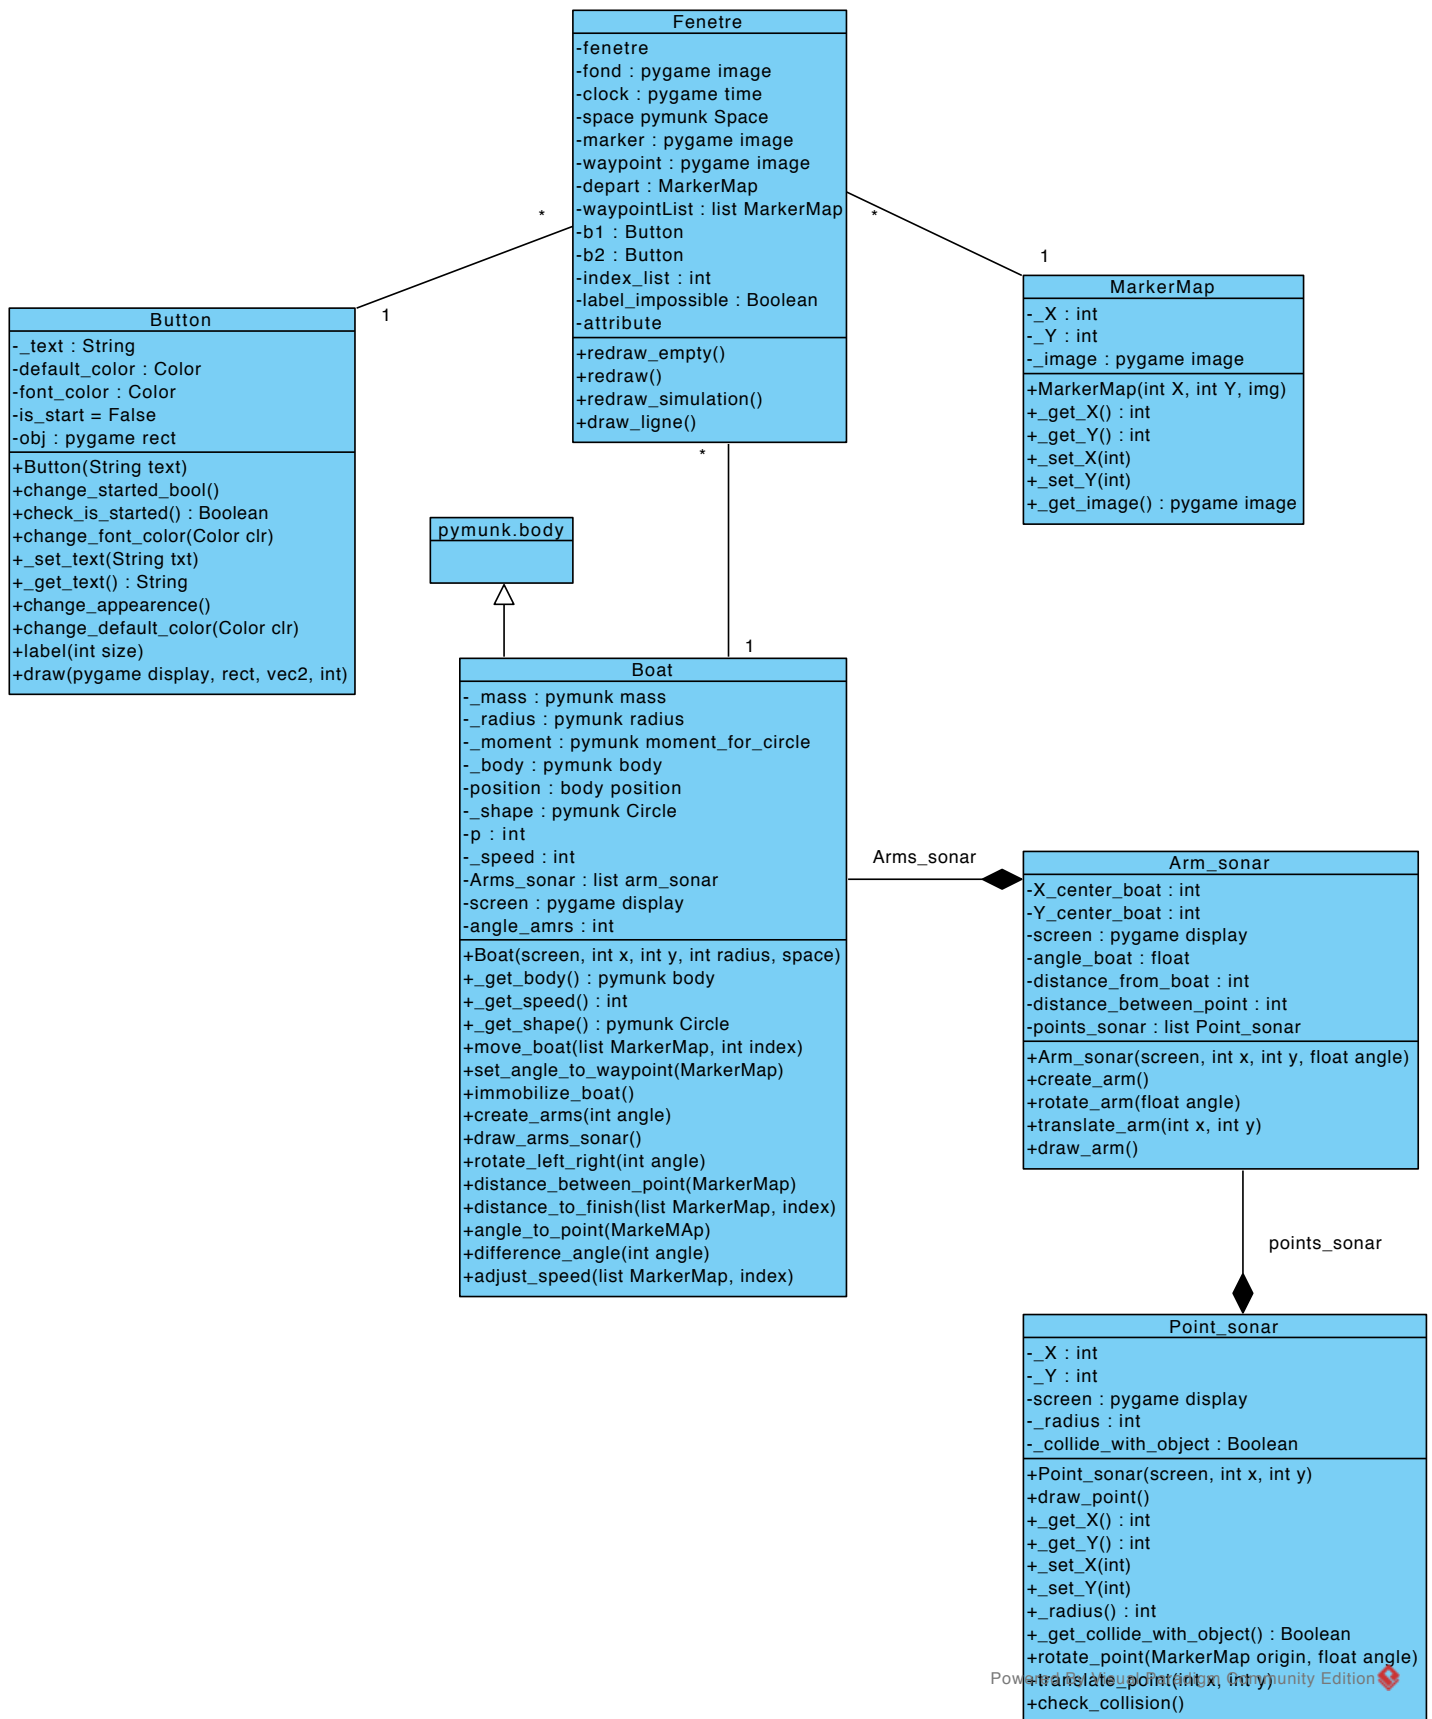 Fenetre
-fenetre
-fond : pygame image
-clock : pygame time
-space pymunk Space
-marker : pygame image
-waypoint : pygame image
-depart : MarkerMap
-waypointList : list MarkerMap
-b1 : Button
-b2 : Button
-index_list : int
-label_impossible : Boolean
-attribute
+redraw_empty()
+redraw()
+redraw_simulation()
+draw_ligne()
*
1
*
1
*
1
Button
-_text : String
-default_color : Color
-font_color : Color
-is_start = False
-obj : pygame rect
+Button(String text)
+change_started_bool()
+check_is_started() : Boolean
+change_font_color(Color clr)
+_set_text(String txt)
+_get_text() : String
+change_appearence()
+change_default_color(Color clr)
+label(int size)
+draw(pygame display, rect, vec2, int)
MarkerMap
-_X : int
-_Y : int
-_image : pygame image
+MarkerMap(int X, int Y, img)
+_get_X() : int
+_get_Y() : int
+_set_X(int)
+_set_Y(int)
+_get_image() : pygame image
pymunk.body
Boat
-_mass : pymunk mass
-_radius : pymunk radius
-_moment : pymunk moment_for_circle
-_body : pymunk body
-position : body position
-_shape : pymunk Circle
-p : int
-_speed : int
-Arms_sonar : list arm_sonar
-screen : pygame display
-angle_amrs : int
+Boat(screen, int x, int y, int radius, space)
+_get_body() : pymunk body
+_get_speed() : int
+_get_shape() : pymunk Circle
+move_boat(list MarkerMap, int index)
+set_angle_to_waypoint(MarkerMap)
+immobilize_boat()
+create_arms(int angle)
+draw_arms_sonar()
+rotate_left_right(int angle)
+distance_between_point(MarkerMap)
+distance_to_finish(list MarkerMap, index)
+angle_to_point(MarkeMAp)
+difference_angle(int angle)
+adjust_speed(list MarkerMap, index)
Arms_sonar
Arm_sonar
-X_center_boat : int
-Y_center_boat : int
-screen : pygame display
-angle_boat : float
-distance_from_boat : int
-distance_between_point : int
-points_sonar : list Point_sonar
+Arm_sonar(screen, int x, int y, float angle)
+create_arm()
+rotate_arm(float angle)
+translate_arm(int x, int y)
+draw_arm()
points_sonar
Point_sonar
-_X : int
-_Y : int
-screen : pygame display
-_radius : int
-_collide_with_object : Boolean
+Point_sonar(screen, int x, int y)
+draw_point()
+_get_X() : int
+_get_Y() : int
+_set_X(int)
+_set_Y(int)
+_radius() : int
+_get_collide_with_object() : Boolean
+rotate_point(MarkerMap origin, float angle)
+translate_point(int x, int y)
+check_collision()
Powered By Visual Paradigm Community Edition